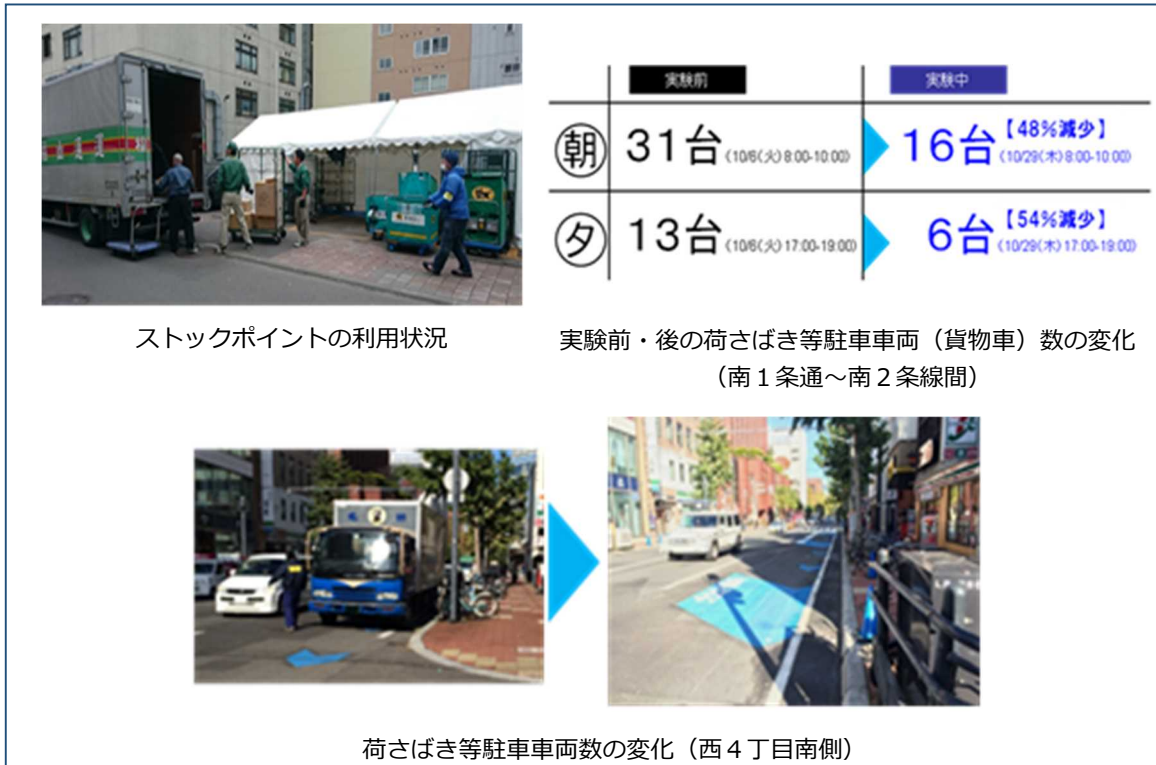 ストックポイントの利用状況
実験前
実験中
朝
31台(10/6(火)8:00-10:00)
16台【48%減少】(10/29(木)8:00-10:00)
夕
13台(10/6(火)17:00-19:00)
6台【54%減少】(10/29(木)17:00-19:00)
実験前・後の荷さばき等駐車車両（貨物車）数の変化
（南１条通～南２条線間）
荷さばき等駐車車両数の変化（西４丁目南側）